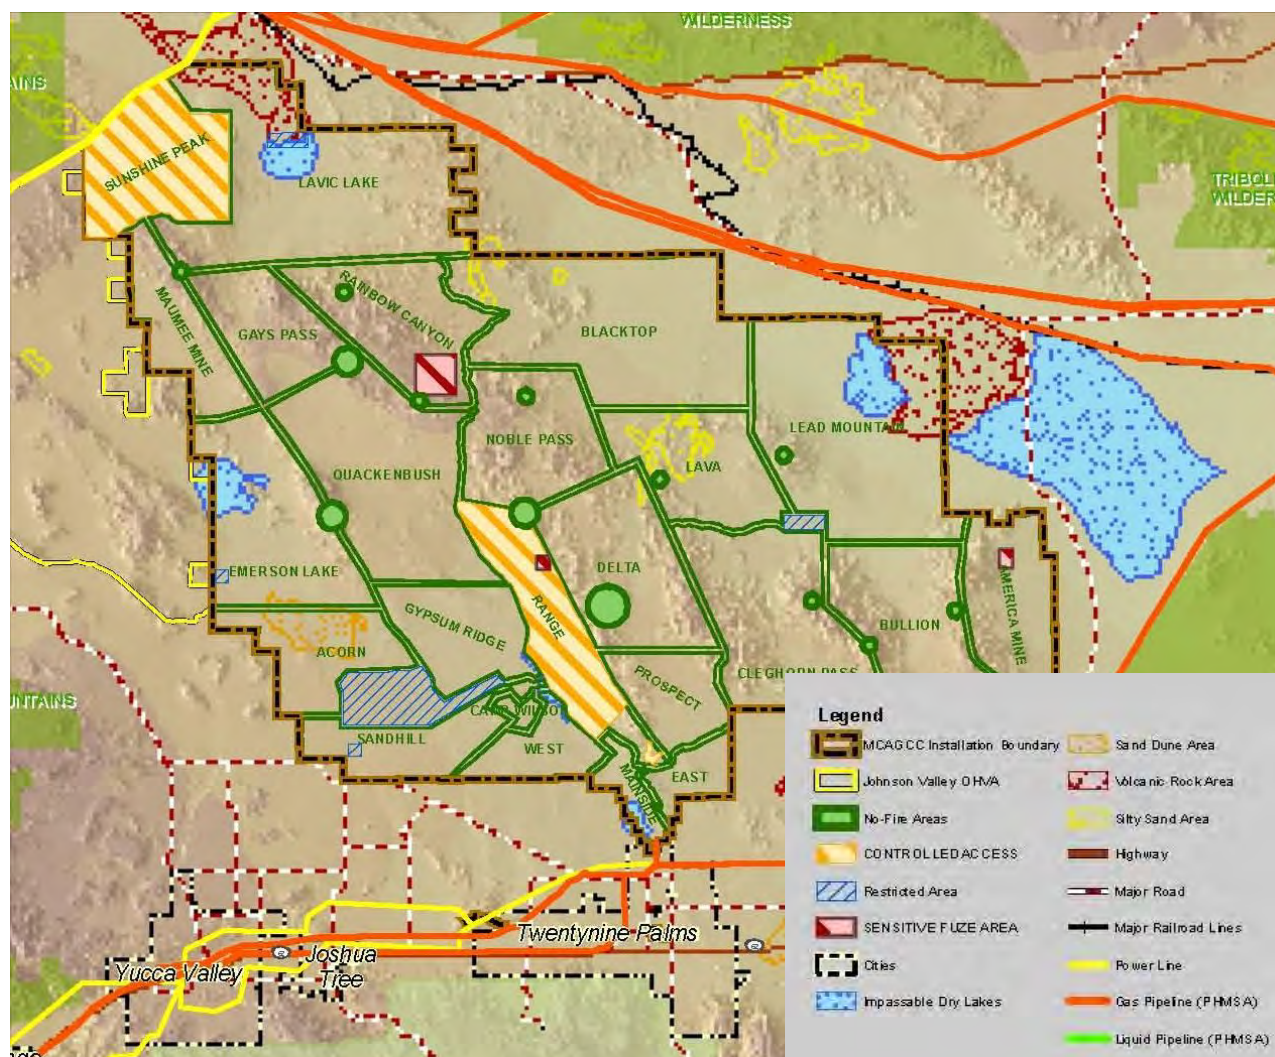 WILDERNESS
AINS
SUNSHINE PEAK
LAVIC LAKE
TRIBOL
WILDER
RAINBOW CANYON
MAUMEE MINE
GAYS PASS
BLACKTOP
NOBLE PASS
LEAD MOUNTAIN
LAVA
QUACKENBUSH
EMERSON LAKE
DELTA
RANGE
GYPSUM RIDGE
AMERICA MINE
BULLION
ACORN
CLEGHORN PASS
PROSPECT
UNTAINS
CAMP WILSON
SANDHILL
WEST
EAST
MAINSIDE
Twentynine Palms
Joshua
Tree
Yucca Valley
Legend
MCAGCC Installation Boundary
Johnson Valley OHVA
No-Fire Areas
CONTROLLED ACCESS
Restricted Area
SENSITIVE FUZE AREA
Cities
Impassable Dry Lakes
Sand Dune Area
Volcanic Rock Area
Silty Sand Area
Highway
Major Road
Major Railroad Lines
Power Line
Gas Pipeline (PHMSA)
Liquid Pipeline (PHMSA)